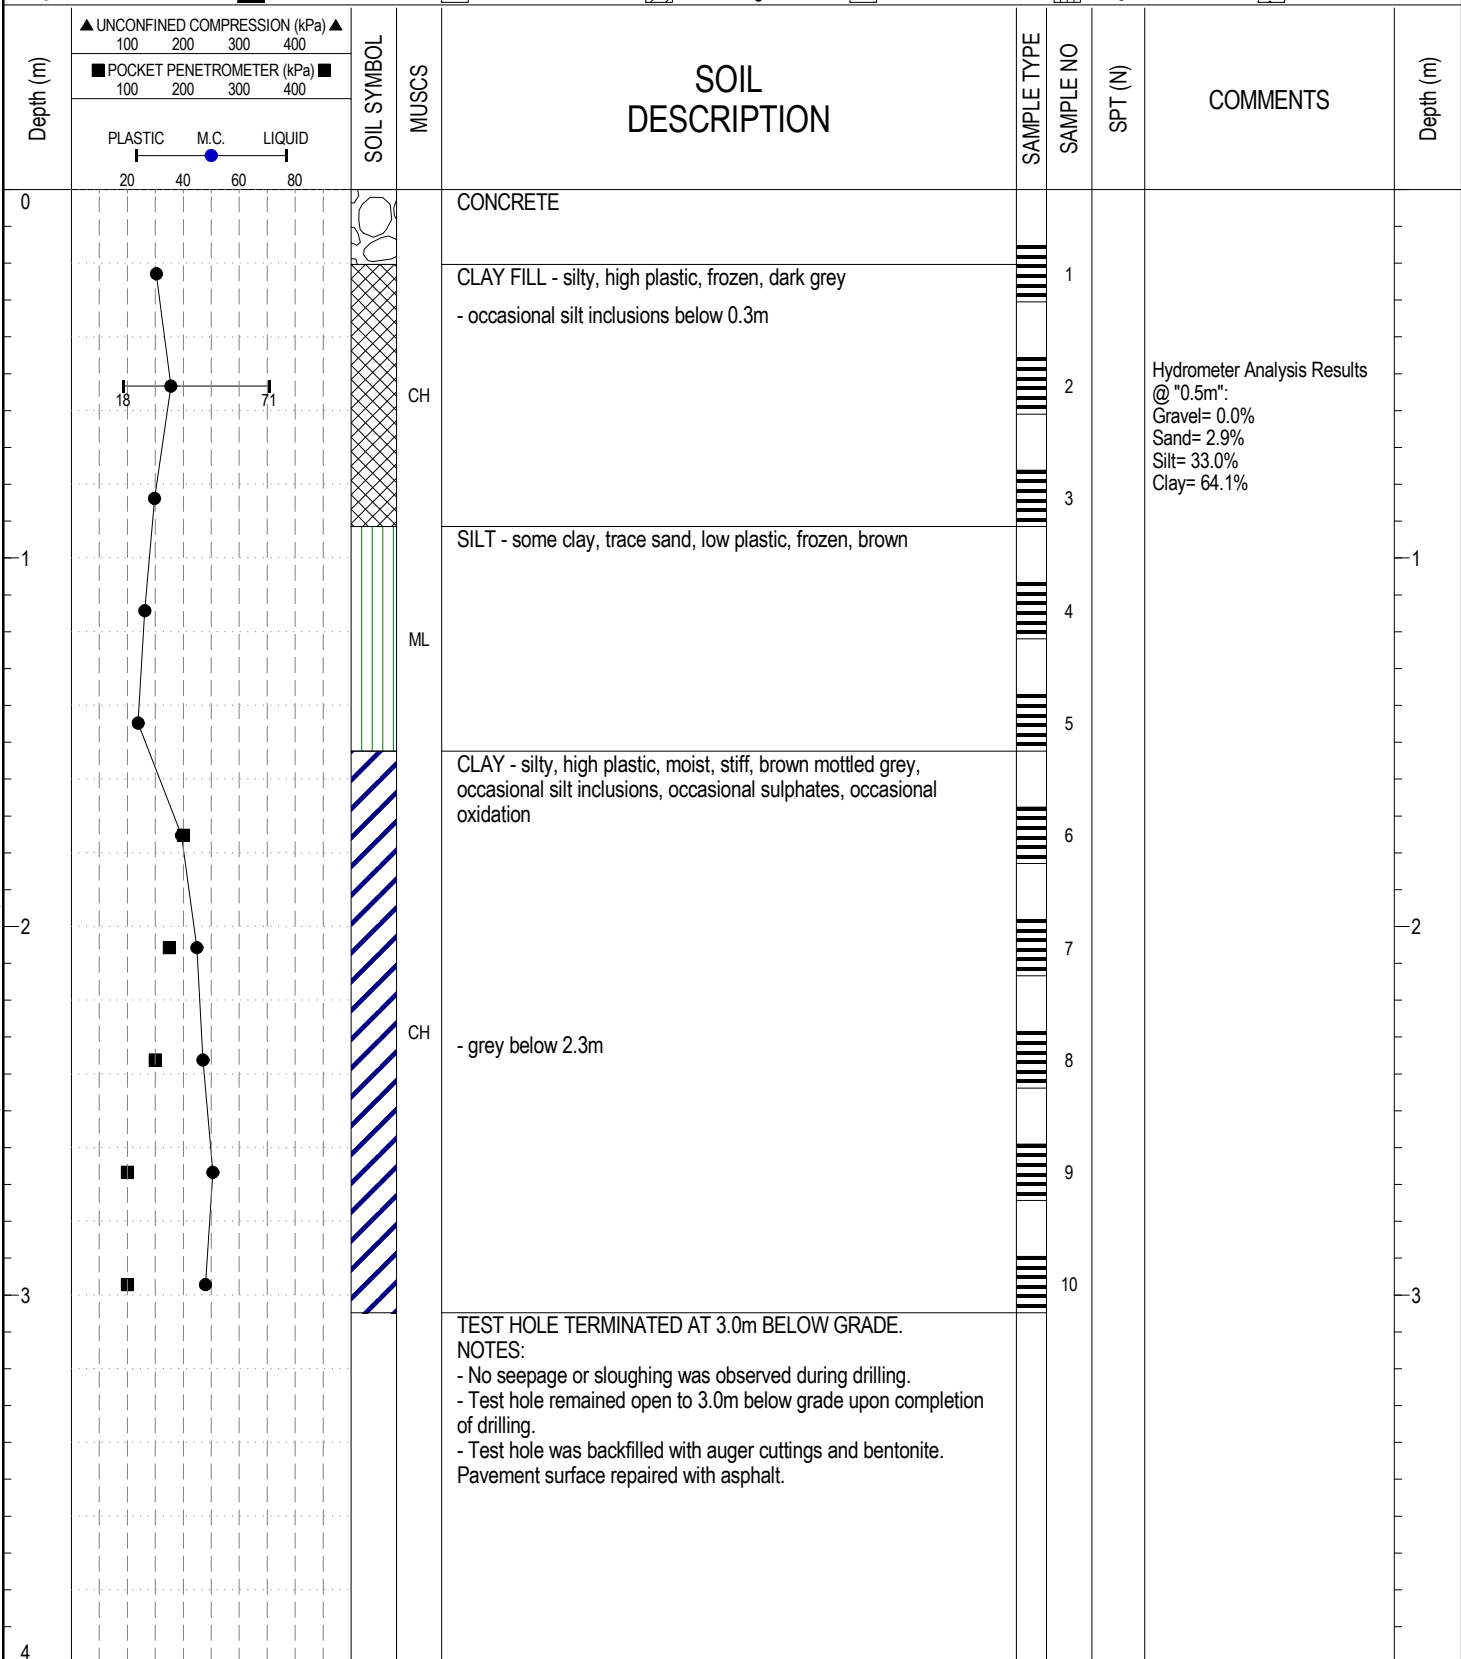 ▲ UNCONFINED COMPRESSION (kPa) ▲
100 200 300 400
■ POCKET PENETROMETER (kPa) ■
100 200 300 400
PLASTIC M.C. LIQUID
20 40 60 80
Depth (m)
SOIL SYMBOL
MUSCS
SOIL
DESCRIPTION
SAMPLE TYPE
SAMPLE NO
SPT (N)
COMMENTS
Depth (m)
0
CONCRETE
1
CLAY FILL - silty, high plastic, frozen, dark grey
- occasional silt inclusions below 0.3m
18 71
CH
2
Hydrometer Analysis Results
@ "0.5m":
Gravel= 0.0%
Sand= 2.9%
Silt= 33.0%
Clay= 64.1%
3
SILT - some clay, trace sand, low plastic, frozen, brown
1 1
4
ML
5
CLAY - silty, high plastic, moist, stiff, brown mottled grey,
occasional silt inclusions, occasional sulphates, occasional
oxidation
6
2 2
7
CH
- grey below 2.3m
8
9
10
3 3
TEST HOLE TERMINATED AT 3.0m BELOW GRADE.
NOTES:
- No seepage or sloughing was observed during drilling.
- Test hole remained open to 3.0m below grade upon completion
of drilling.
- Test hole was backfilled with auger cuttings and bentonite.
Pavement surface repaired with asphalt.
4